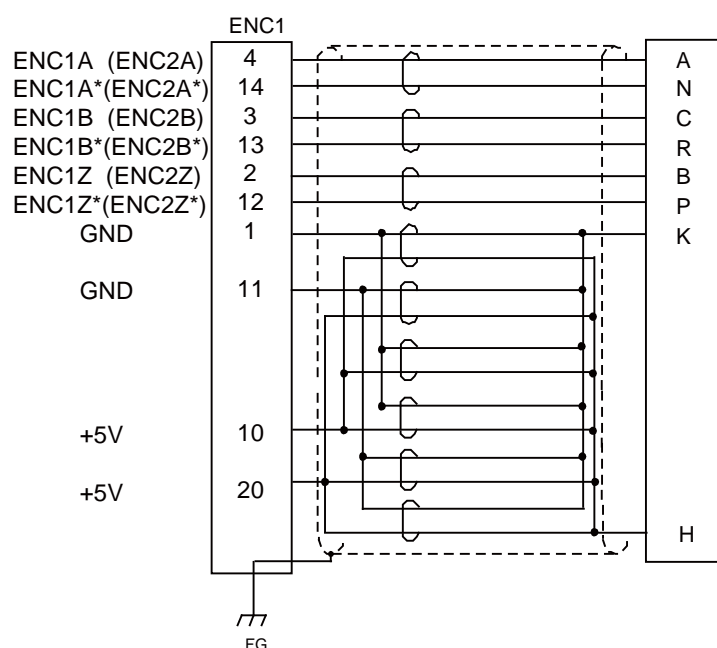 ENC1
ENC1A (ENC2A) 4 A
ENC1A*(ENC2A*) 14 N
ENC1B (ENC2B) 3 C
ENC1B*(ENC2B*) 13 R
ENC1Z (ENC2Z) 2 B
ENC1Z*(ENC2Z*) 12 P
GND 1 K
GND 11
+5V 10
+5V 20
H
FG